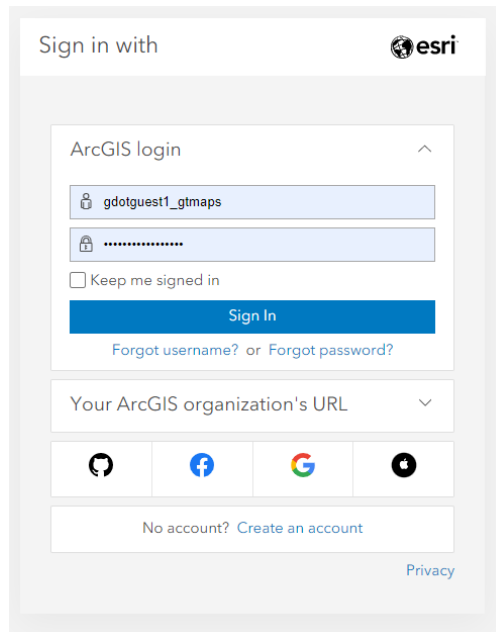 Sign in with
esri
ArcGIS login
gdotguest1_gtmaps
•••••••••••••••••
Keep me signed in
Sign In
Forgot username? or Forgot password?
Your ArcGIS organization's URL
No account? Create an account
Privacy